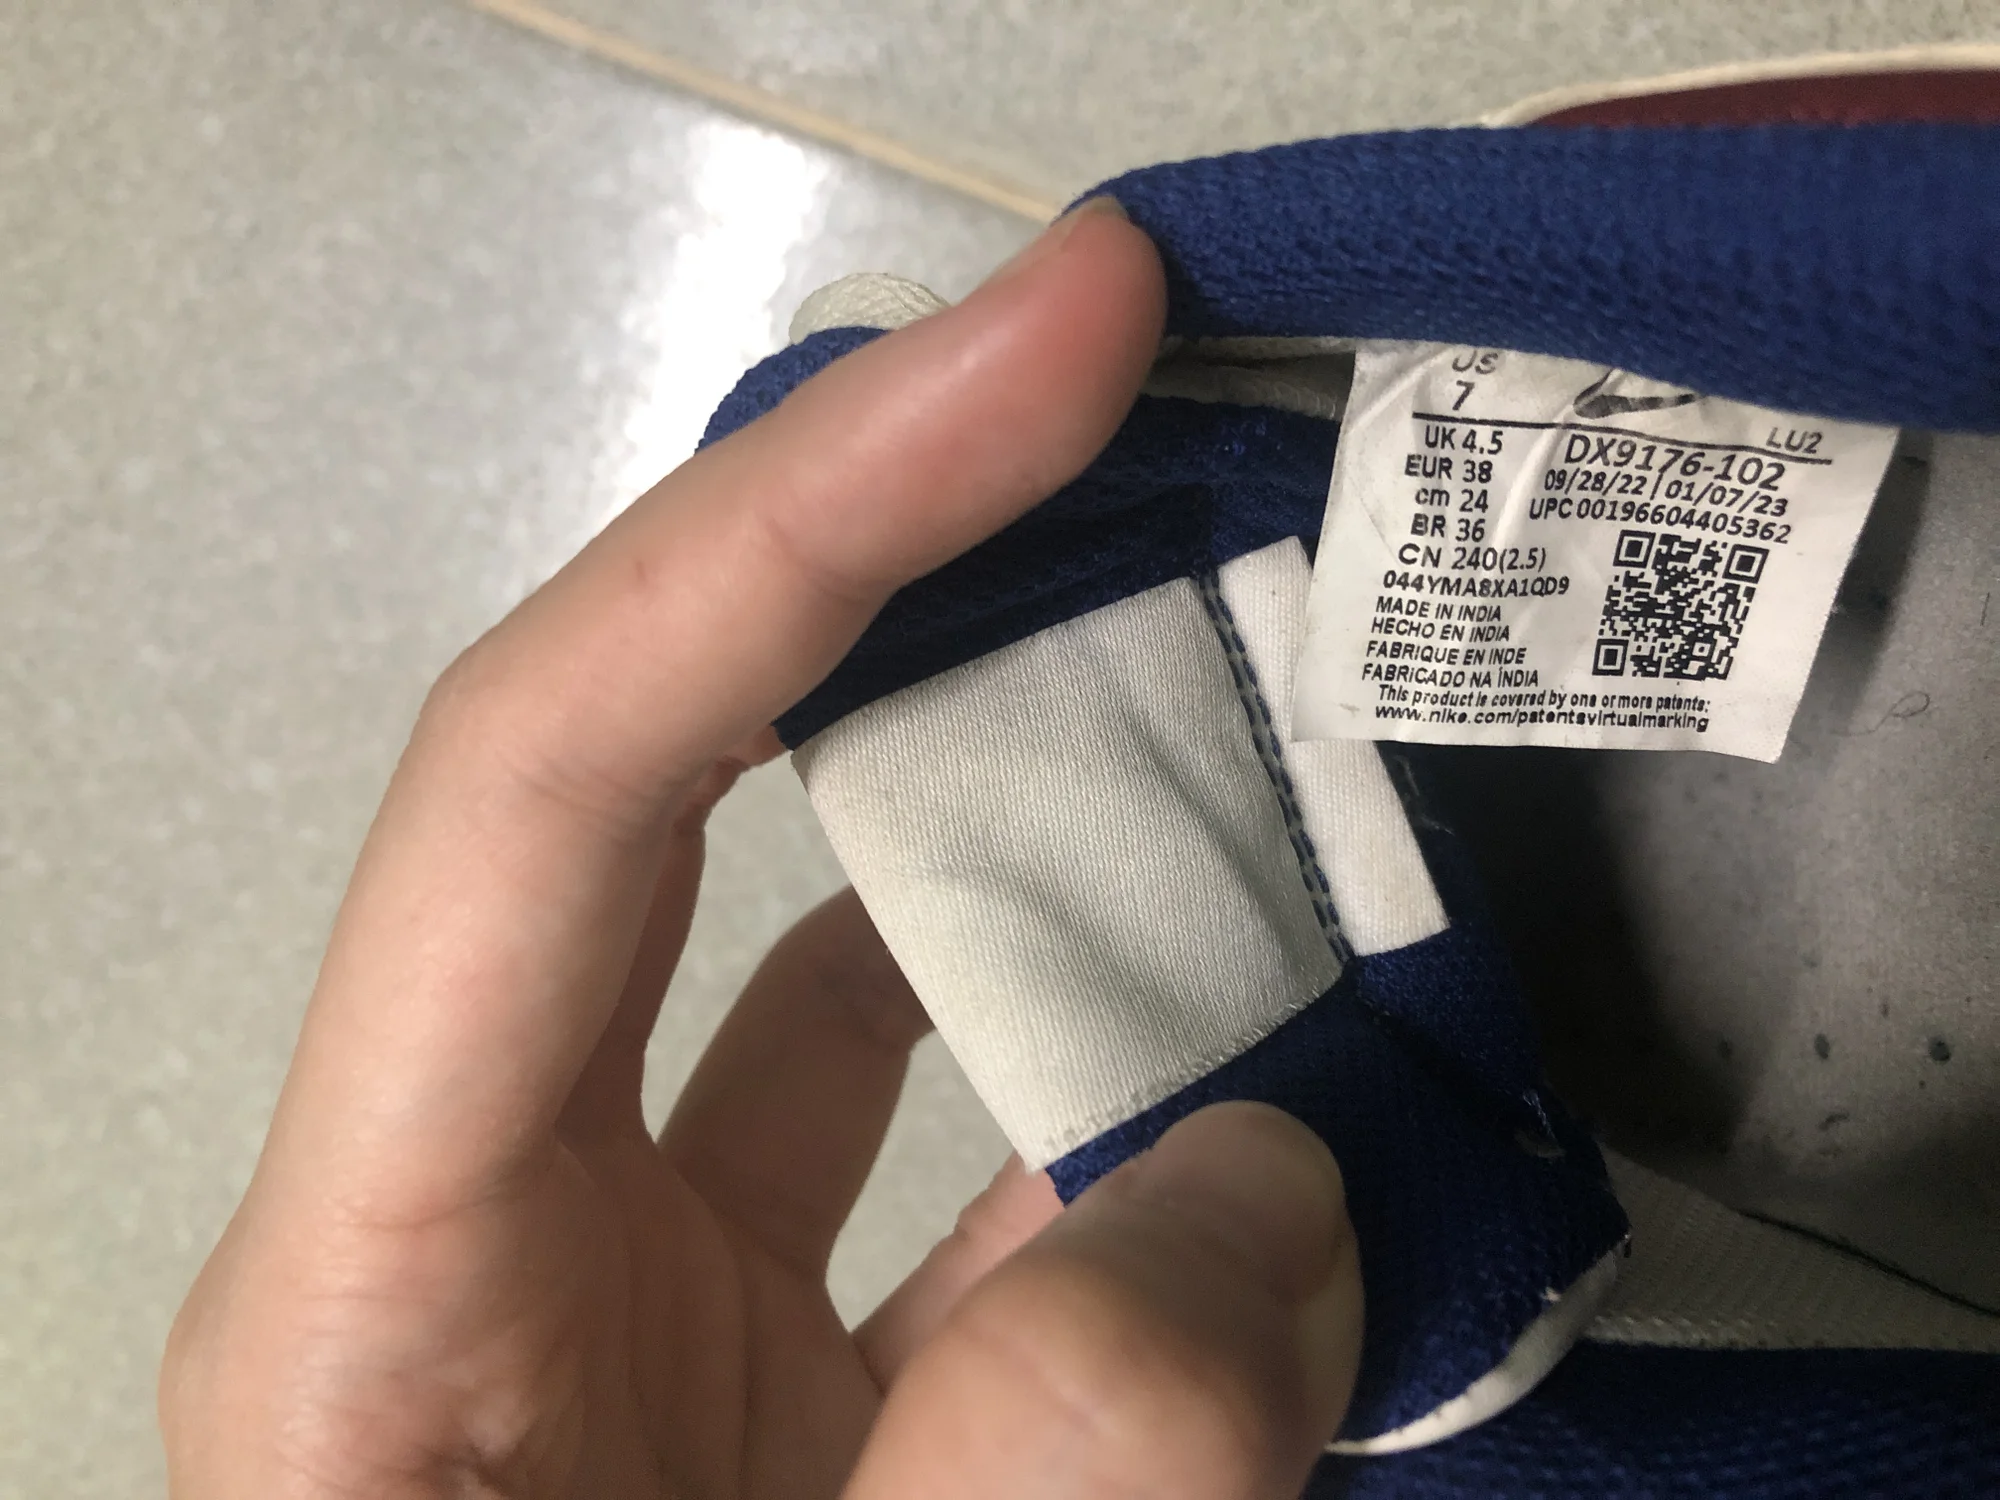 US
7
UK 4.5
EUR 38
cm 24
BR 36
CN 240(2.5)
LU2
DX9176-102
09/28/22 | 01/07/23
UPC 00196604405362
044YMA8XA1QD9
MADE IN INDIA
HECHO EN INDIA
FABRIQUE EN INDE
FABRICADO NA ÍNDIA
This product is covered by one or more patents:
www.nike.com/patentsvirtualmarking